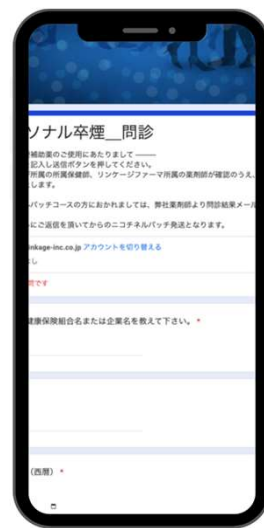 ソナル卒煙__問診
補助薬のご使用にあたりまして ―――
記入し送信ボタンを押してください。
所属の所属保健師、リンケージファーマ所属の薬剤師が確認のうえ、
します。
パッチコースの方におかれましては、弊社薬剤師より問診結果メール
にご返信を頂いてからのニコチネルパッチ発送となります。
inkage-inc.co.jp アカウントを切り替える
し
問です
健康保険組合名または企業名を教えて下さい。 *
*
（西暦） *